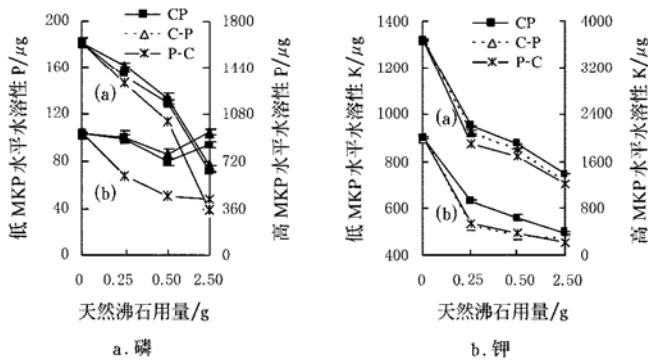 低 MKP 水平水溶性 P/μg
200
160
120
80
40
0
CP
C-P
P-C
(a)
(b)
1800
1440
1080
720
360
0
高 MKP 水平水溶性 P/μg
0 0.25 0.50 2.50
天然沸石用量/g
a. 磷
低 MKP 水平水溶性 K/μg
1400
1200
1000
800
600
400
CP
C-P
P-C
(a)
(b)
4000
3200
2400
1600
800
0
高 MKP 水平水溶性 K/μg
0 0.25 0.50 2.50
天然沸石用量/g
b. 钾